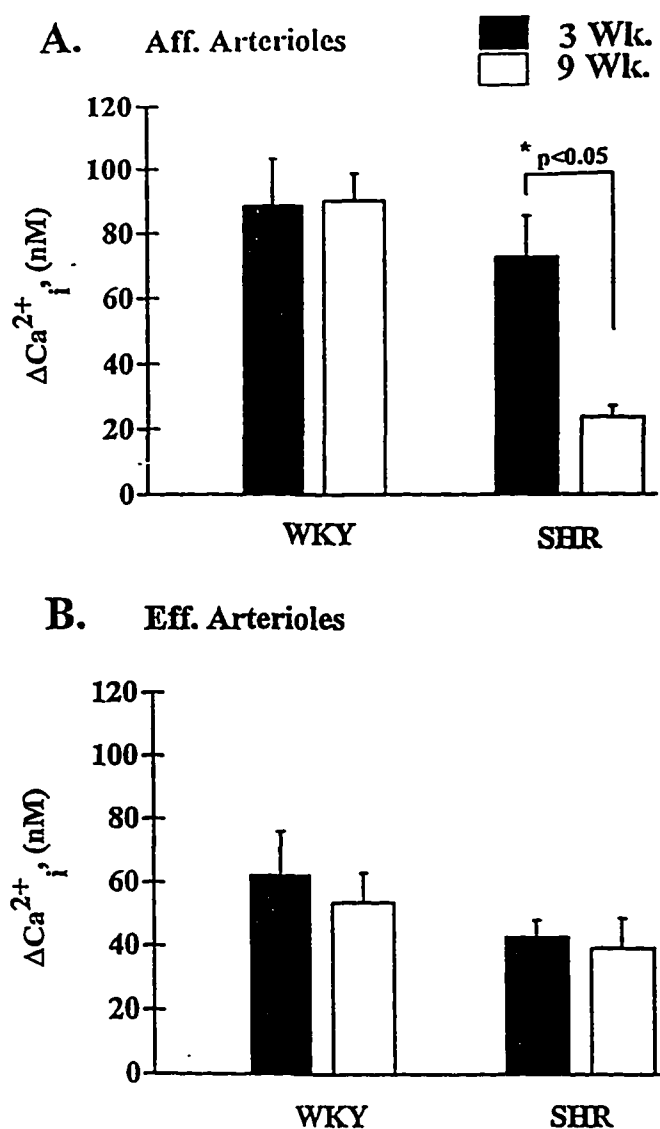 A. Aff. Arterioles
3 Wk.
9 Wk.
120
100
80
60
40
20
0
ΔCa²⁺ᵢ, (nM)
* p<0.05
WKY SHR
B. Eff. Arterioles
120
100
80
60
40
20
0
ΔCa²⁺ᵢ, (nM)
WKY SHR